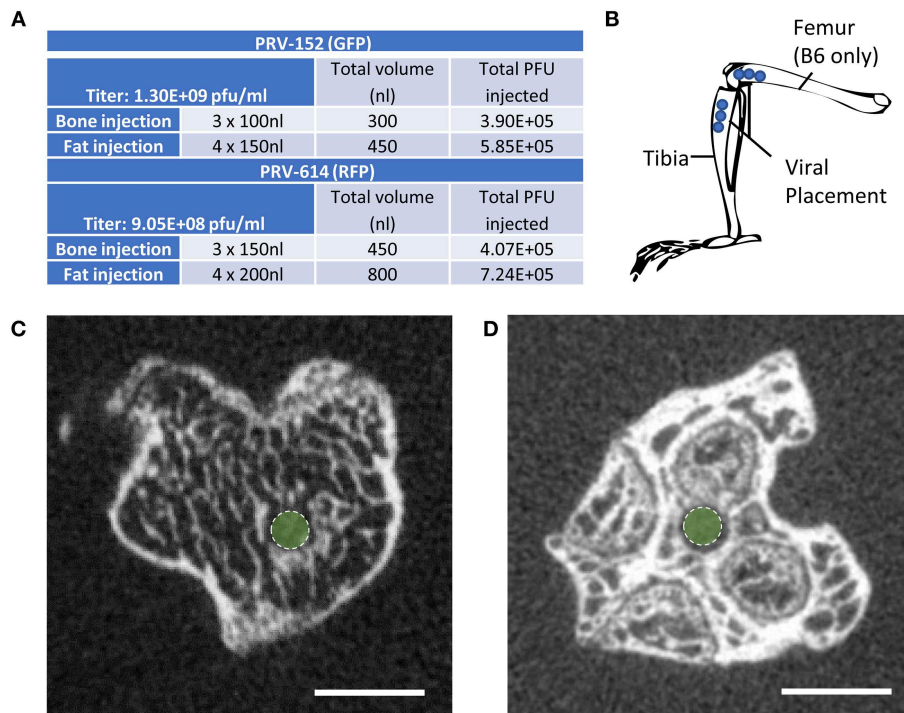 A
PRV-152 (GFP)
Titer: 1.30E+09 pfu/ml
Total volume
(nl)
Total PFU
injected
Bone injection 3 x 100nl 300 3.90E+05
Fat injection 4 x 150nl 450 5.85E+05
PRV-614 (RFP)
Titer: 9.05E+08 pfu/ml
Total volume
(nl)
Total PFU
injected
Bone injection 3 x 150nl 450 4.07E+05
Fat injection 4 x 200nl 800 7.24E+05
B
Femur
(B6 only)
Tibia
Viral
Placement
C
D